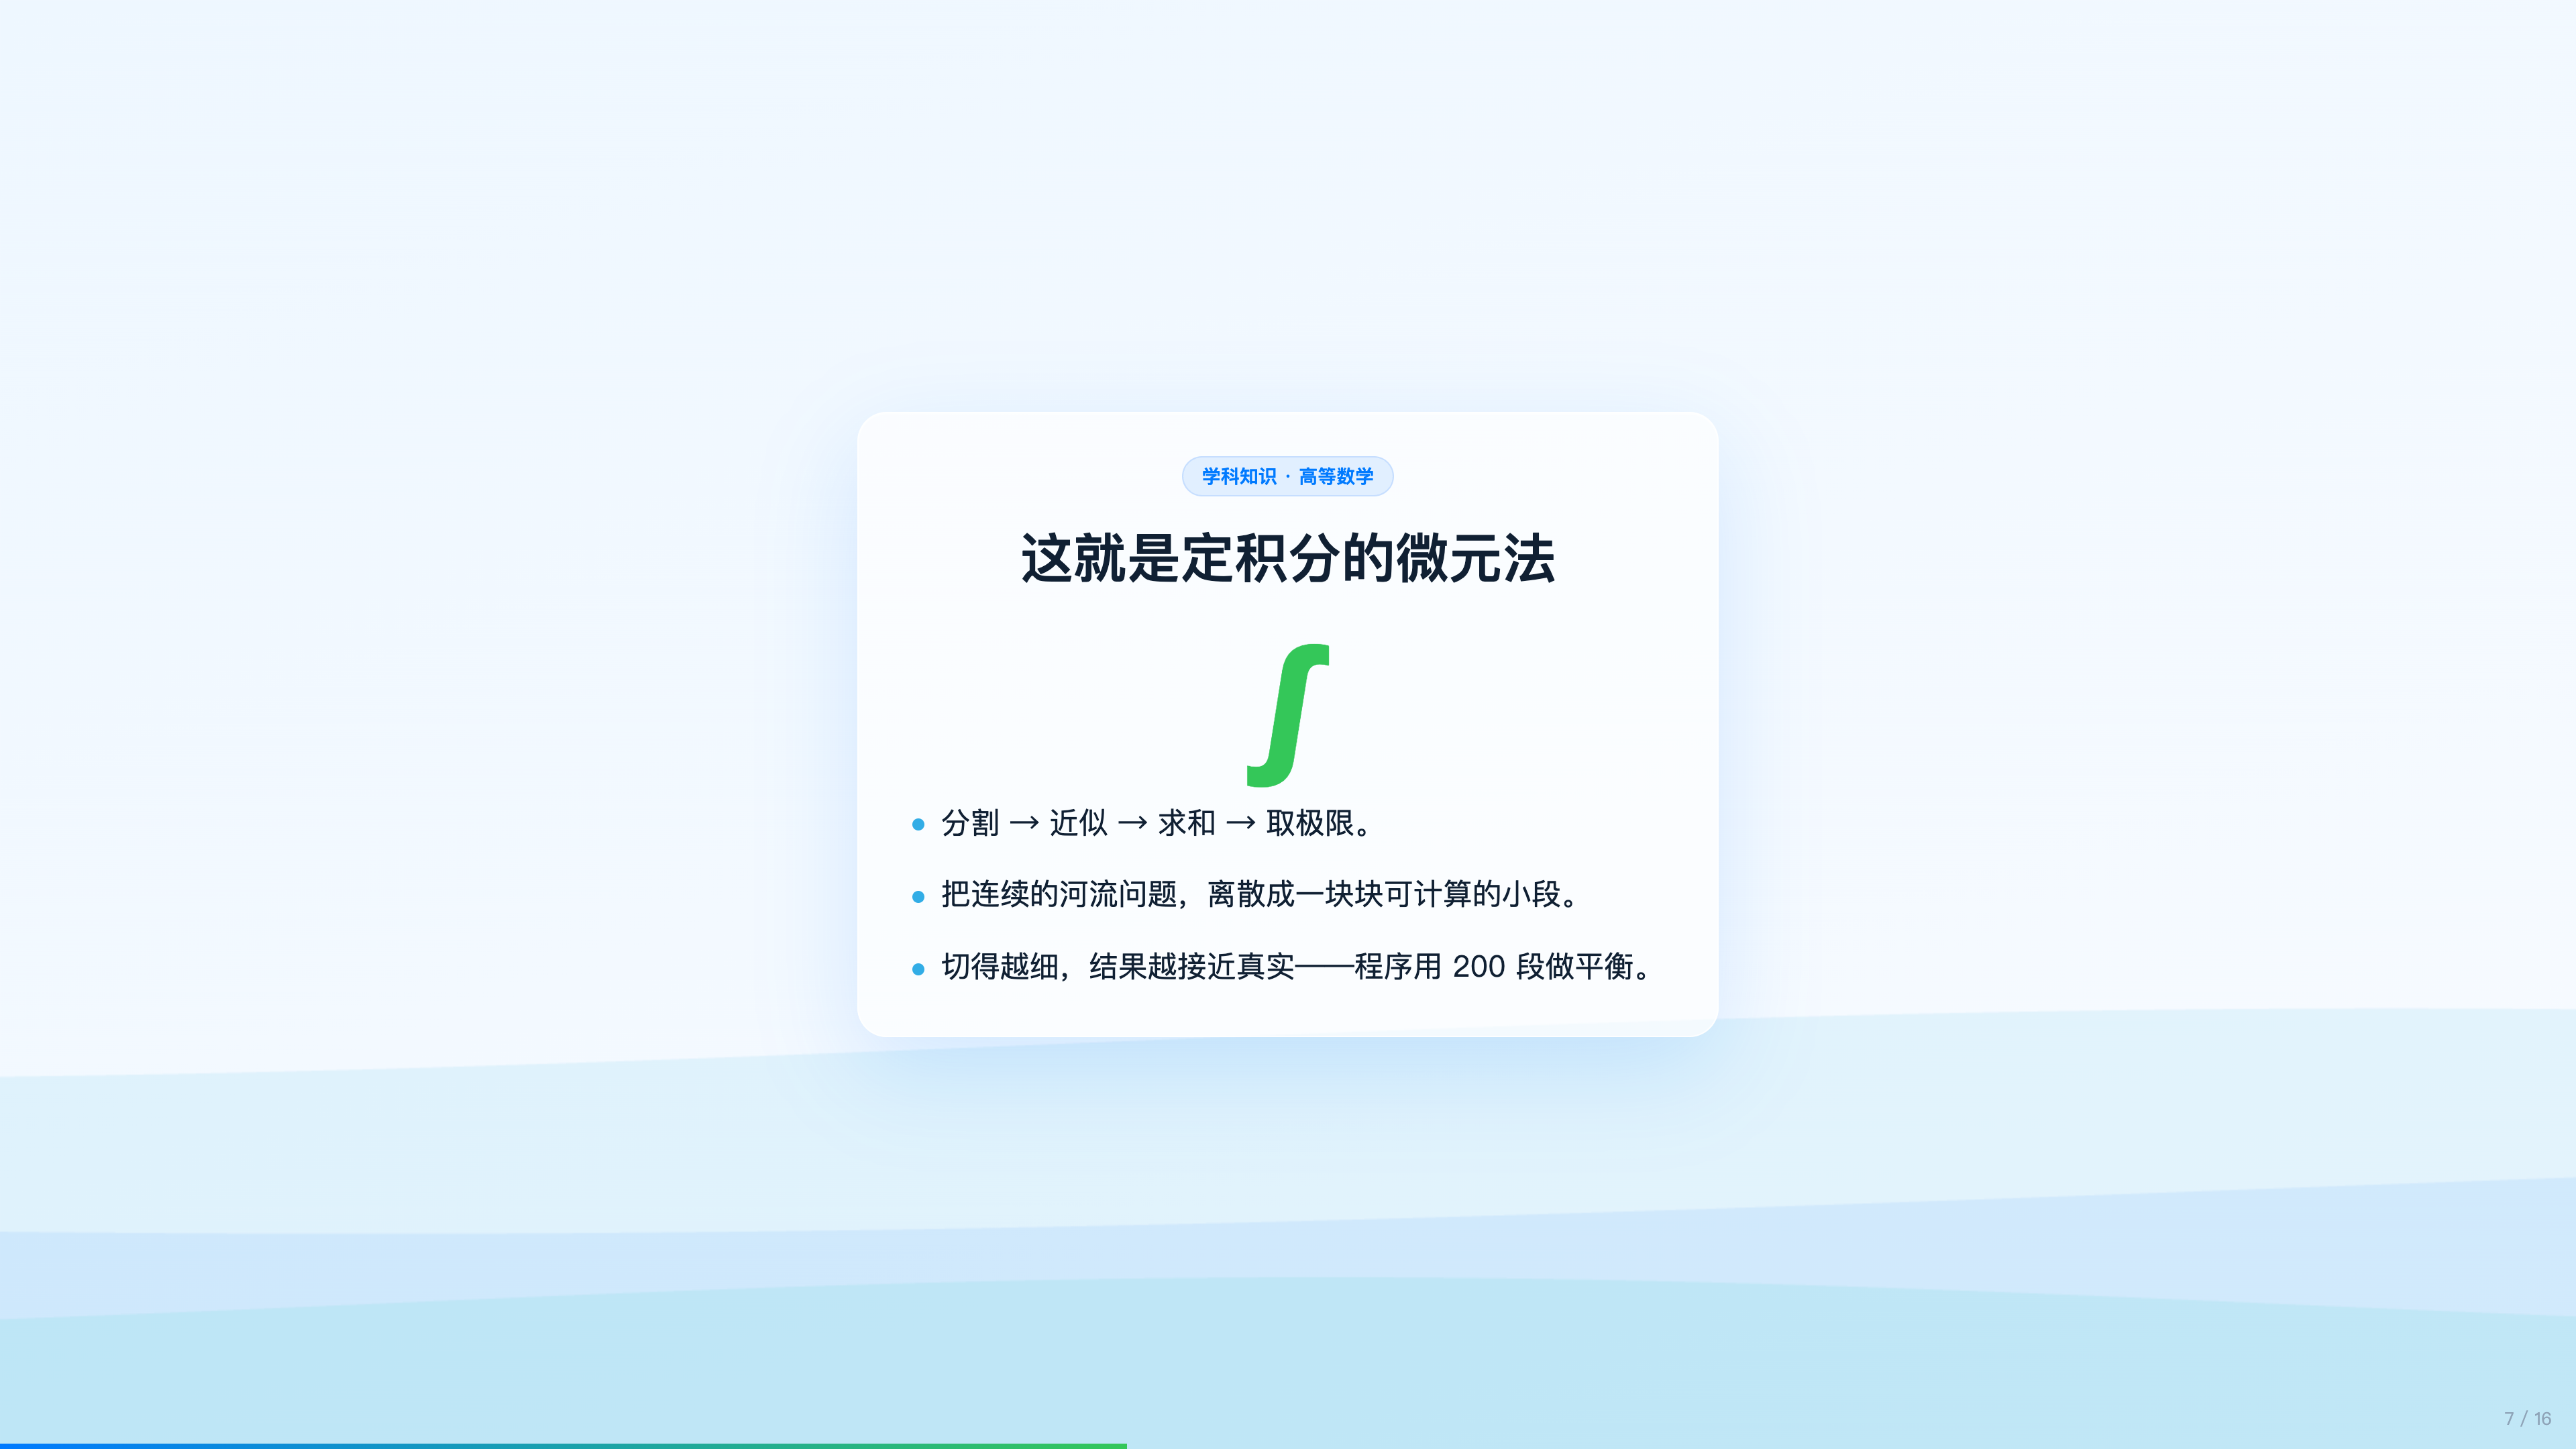 学科知识 · 高等数学
这就是定积分的微元法
∫
分割 → 近似 → 求和 → 取极限。
把连续的河流问题，离散成一块块可计算的小段。
切得越细，结果越接近真实——程序用 200 段做平衡。
7 / 16